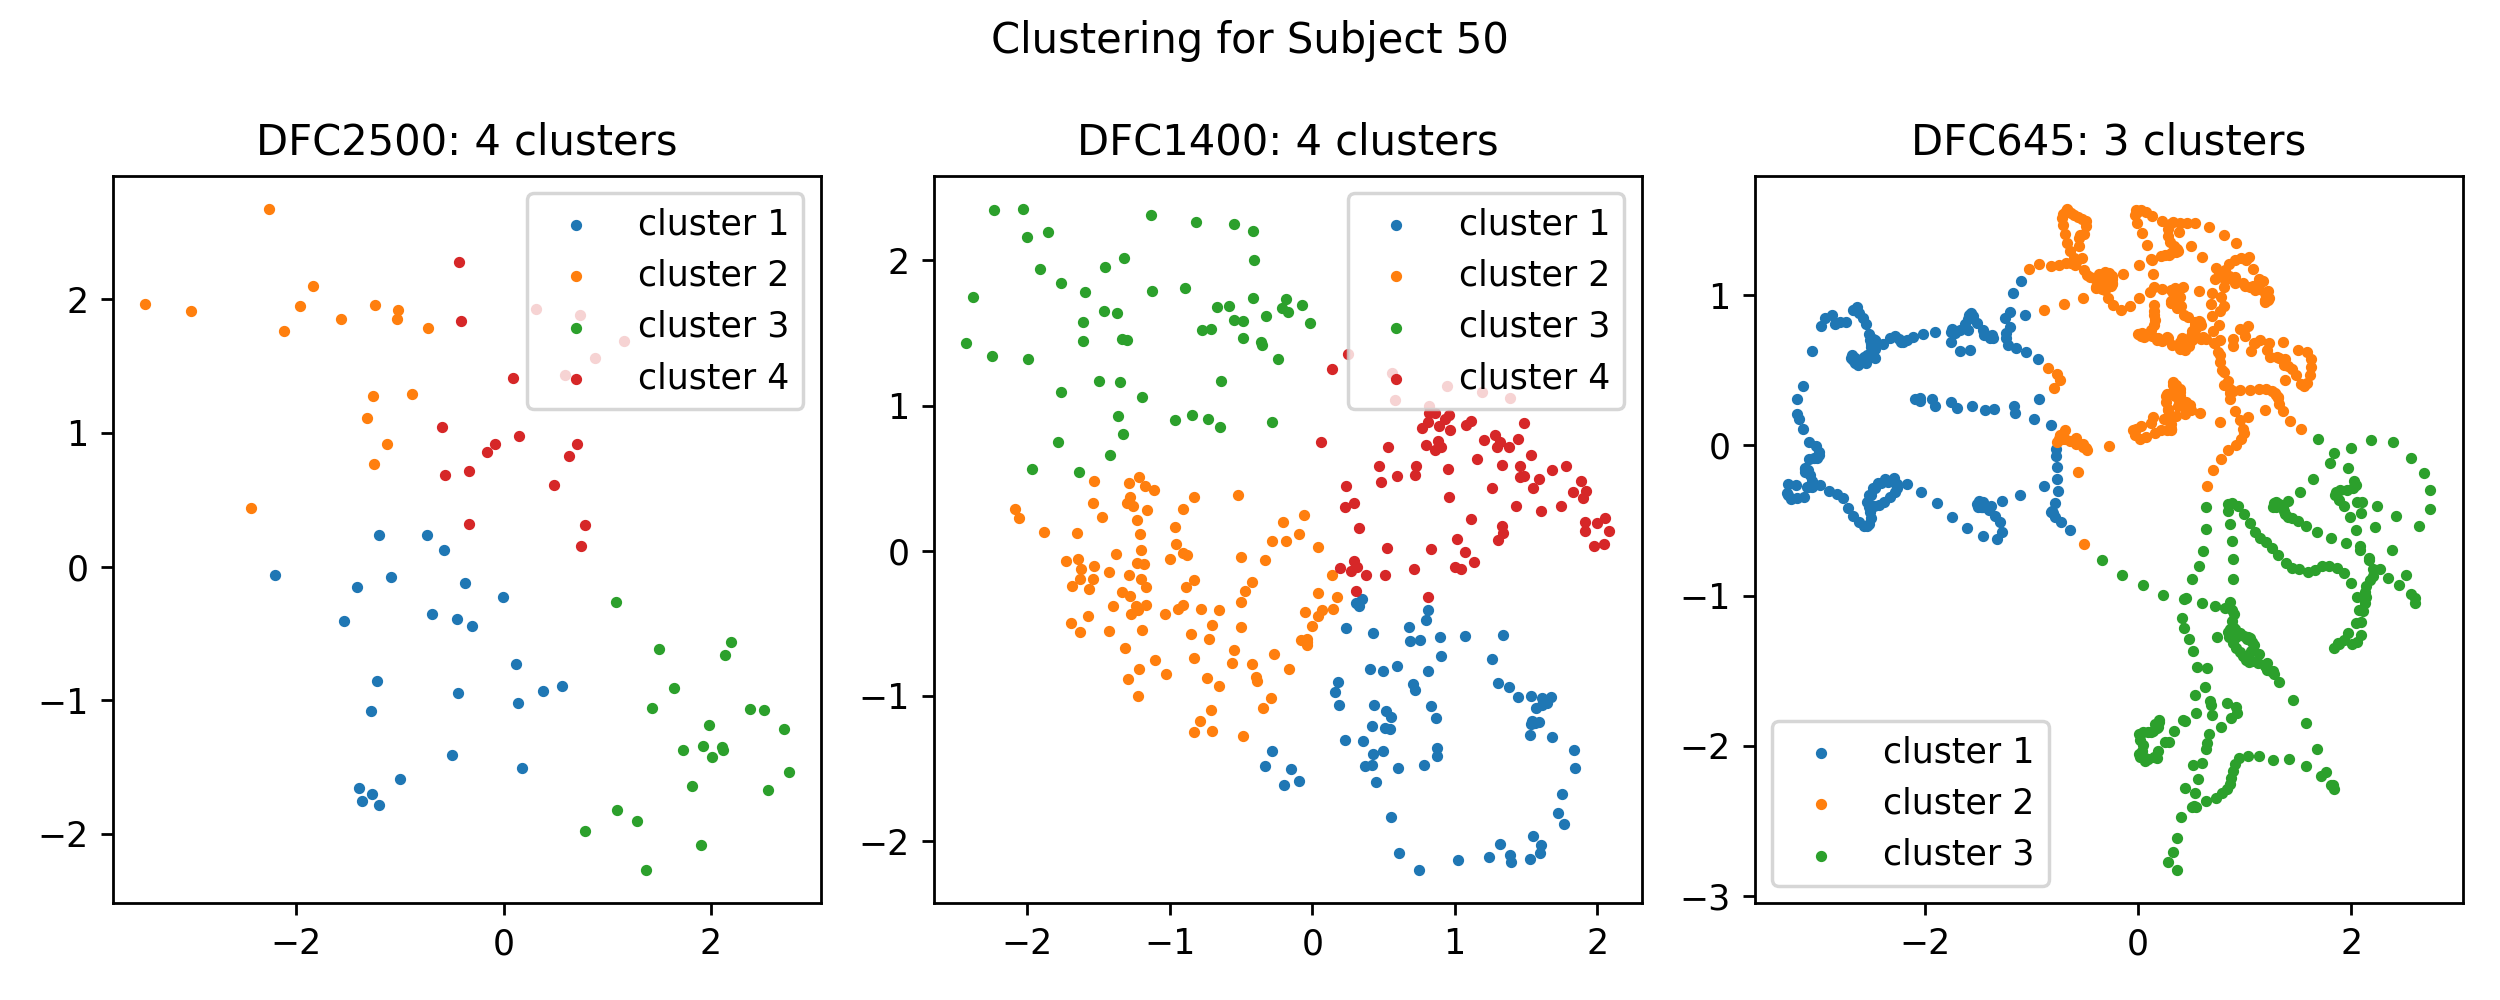 Clustering for Subject 50
DFC2500: 4 clusters
cluster 1
cluster 2
cluster 3
cluster 4
2
1
0
−1
−2
−2
0
2
DFC1400: 4 clusters
cluster 1
cluster 2
cluster 3
cluster 4
2
1
0
−1
−2
−2
−1
0
1
2
DFC645: 3 clusters
1
0
−1
−2
−3
cluster 1
cluster 2
cluster 3
−2
0
2